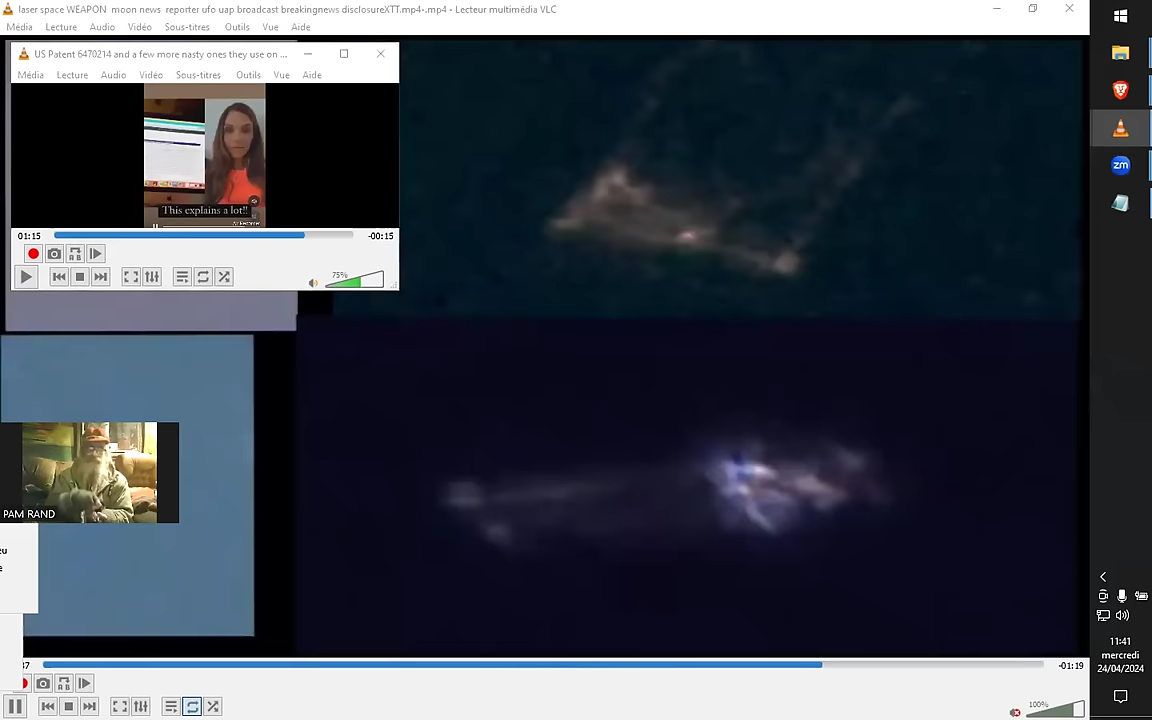 laser space WEAPON moon news reporter ufo uap broadcast breakingnews disclosureXTT.mp4-.mp4 - Lecteur multimédia VLC
Média Lecture Audio Vidéo Sous-titres Outils Vue Aide
US Patent 6470214 and a few more nasty ones they use on ...
Média Lecture Audio Vidéo Sous-titres Outils Vue Aide
This explains a lot!!
01:15 -00:15
75%
zm
PAM RAND
eu
e
37 -01:19
100%
11:41
mercredi
24/04/2024